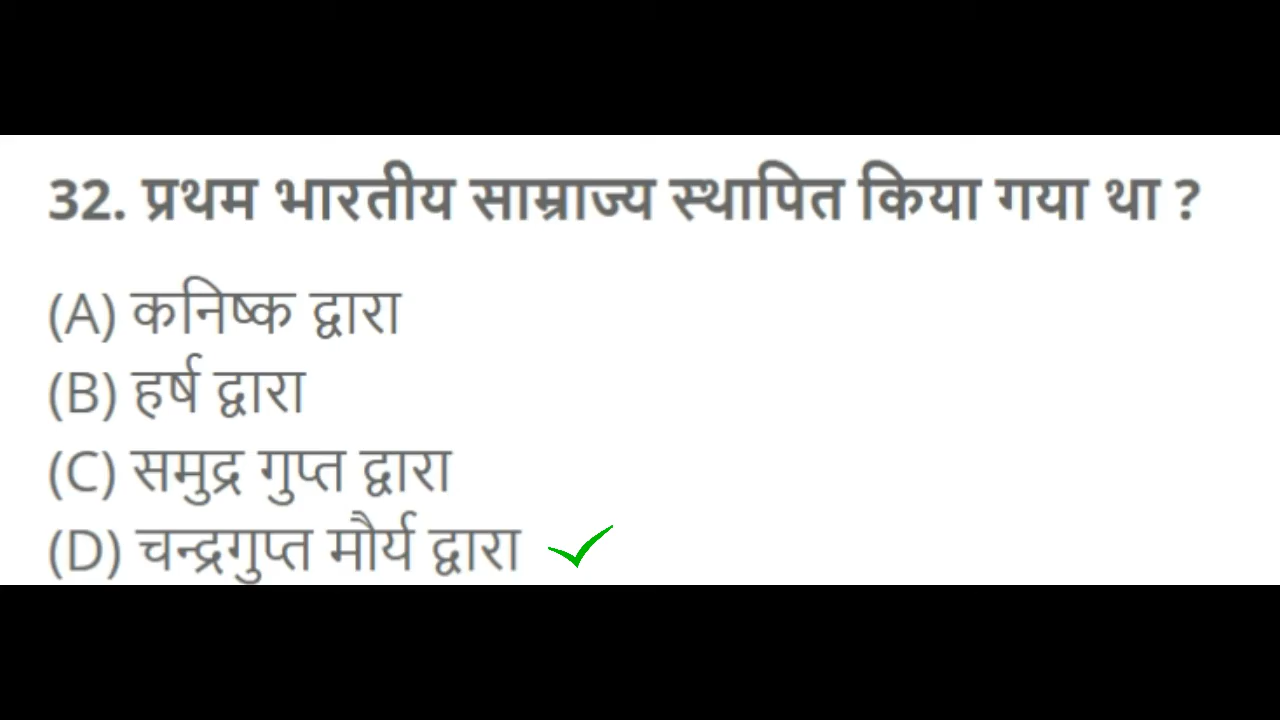 32. प्रथम भारतीय साम्राज्य स्थापित किया गया था ?
(A) कनिष्क द्वारा
(B) हर्ष द्वारा
(C) समुद्र गुप्त द्वारा
(D) चन्द्रगुप्त मौर्य द्वारा